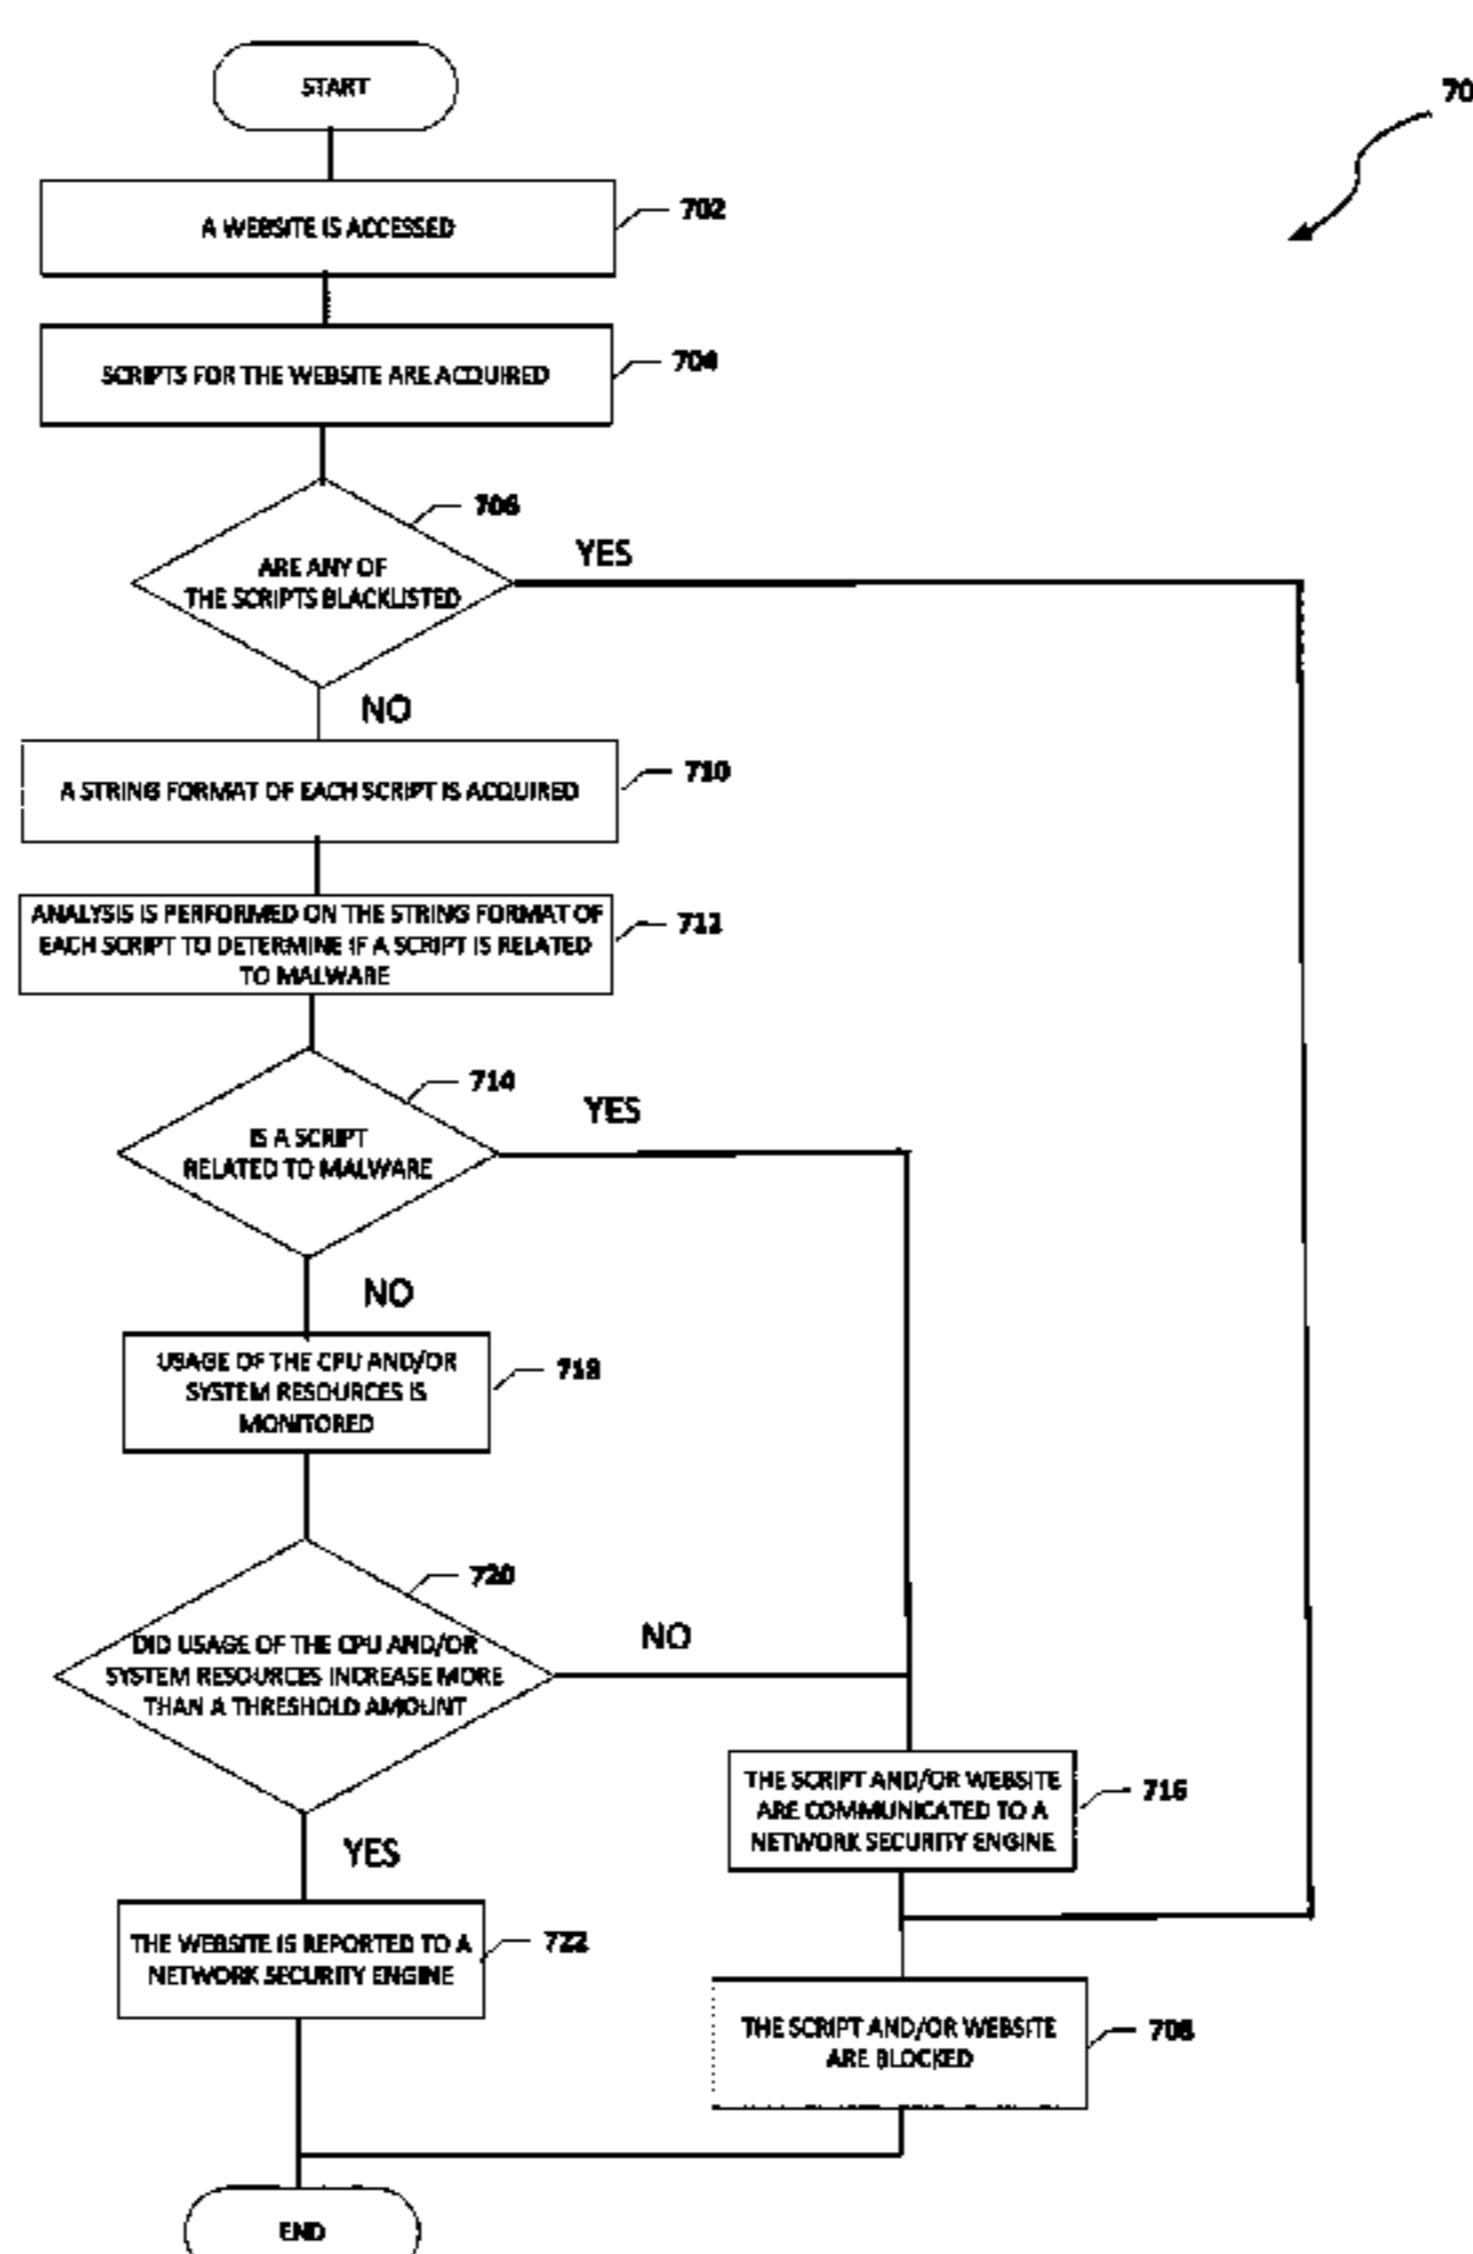 START
70
A WEBSITE IS ACCESSED
702
SCRIPTS FOR THE WEBSITE ARE ACQUIRED
704
706
ARE ANY OF
THE SCRIPTS BLACKLISTED
YES
NO
A STRING FORMAT OF EACH SCRIPT IS ACQUIRED
710
ANALYSIS IS PERFORMED ON THE STRING FORMAT OF
EACH SCRIPT TO DETERMINE IF A SCRIPT IS RELATED
TO MALWARE
712
714
IS A SCRIPT
RELATED TO MALWARE
YES
NO
USAGE OF THE CPU AND/OR
SYSTEM RESOURCES IS
MONITORED
718
720
DID USAGE OF THE CPU AND/OR
SYSTEM RESOURCES INCREASE MORE
THAN A THRESHOLD AMOUNT
NO
YES
THE SCRIPT AND/OR WEBSITE
ARE COMMUNICATED TO A
NETWORK SECURITY ENGINE
716
THE WEBSITE IS REPORTED TO A
NETWORK SECURITY ENGINE
722
THE SCRIPT AND/OR WEBSITE
ARE BLOCKED
708
END